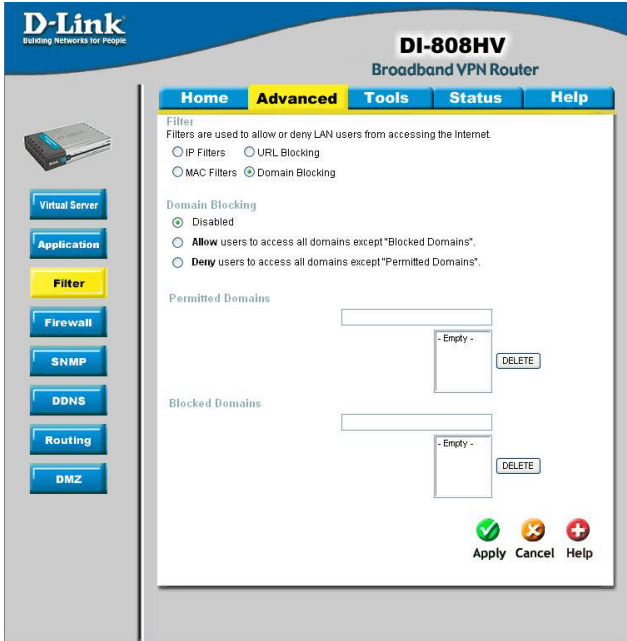 D-Link
Building Networks for People
DI-808HV
Broadband VPN Router
Home Advanced Tools Status Help
Virtual Server
Application
Filter
Firewall
SNMP
DDNS
Routing
DMZ
Filter
Filters are used to allow or deny LAN users from accessing the Internet.
IP Filters URL Blocking
MAC Filters Domain Blocking
Domain Blocking
Disabled
Allow users to access all domains except "Blocked Domains".
Deny users to access all domains except "Permitted Domains".
Permitted Domains
- Empty -
DELETE
Blocked Domains
- Empty -
DELETE
Apply Cancel Help